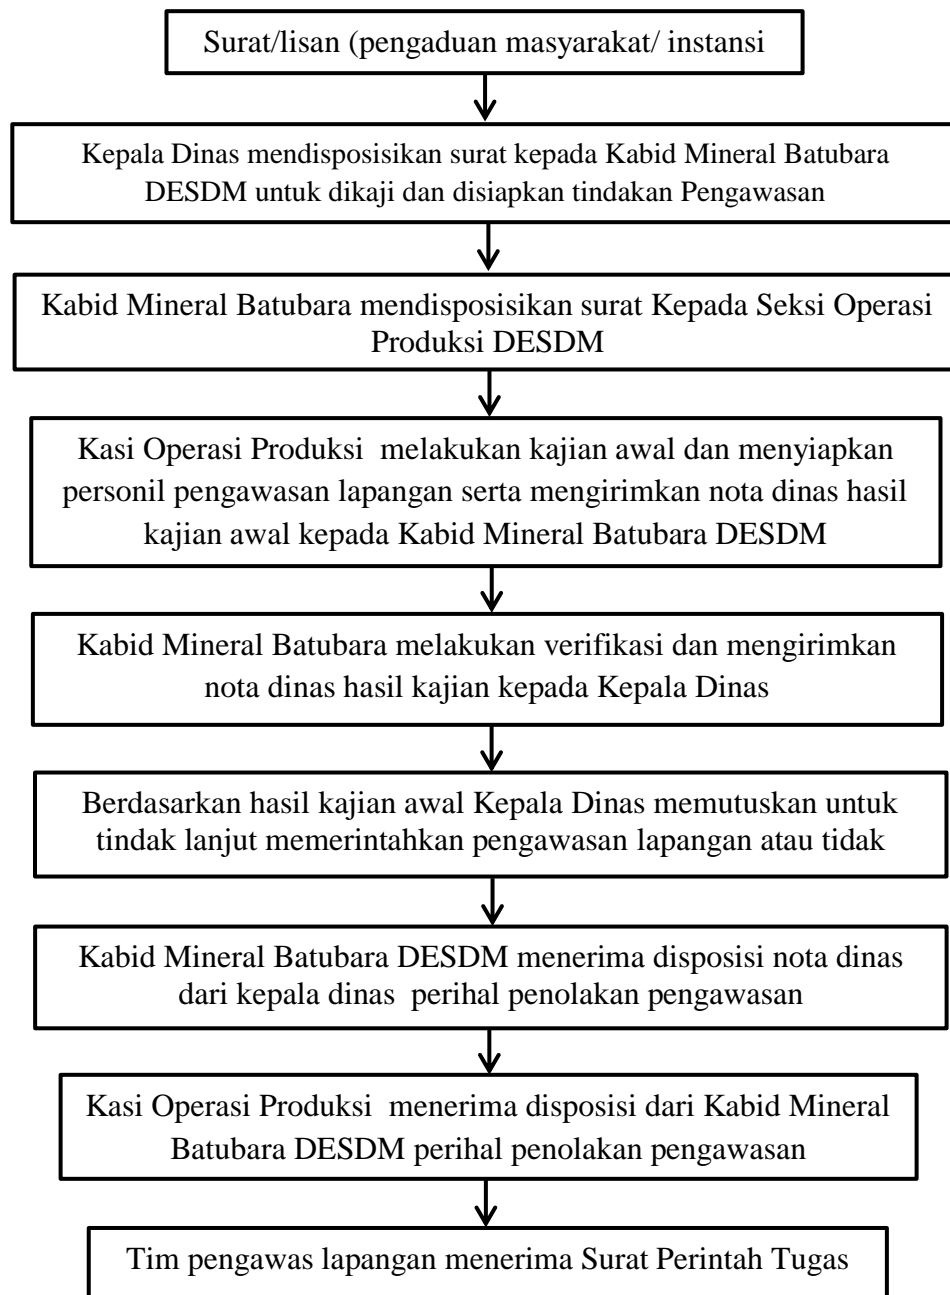 Surat/lisan (pengaduan masyarakat/ instansi
Kepala Dinas mendisposisikan surat kepada Kabid Mineral Batubara
DESDM untuk dikaji dan disiapkan tindakan Pengawasan
Kabid Mineral Batubara mendisposisikan surat Kepada Seksi Operasi
Produksi DESDM
Kasi Operasi Produksi  melakukan kajian awal dan menyiapkan
personil pengawasan lapangan serta mengirimkan nota dinas hasil
kajian awal kepada Kabid Mineral Batubara DESDM
Kabid Mineral Batubara melakukan verifikasi dan mengirimkan
nota dinas hasil kajian kepada Kepala Dinas
Berdasarkan hasil kajian awal Kepala Dinas memutuskan untuk
tindak lanjut memerintahkan pengawasan lapangan atau tidak
Kabid Mineral Batubara DESDM menerima disposisi nota dinas
dari kepala dinas  perihal penolakan pengawasan
Kasi Operasi Produksi  menerima disposisi dari Kabid Mineral
Batubara DESDM perihal penolakan pengawasan
Tim pengawas lapangan menerima Surat Perintah Tugas